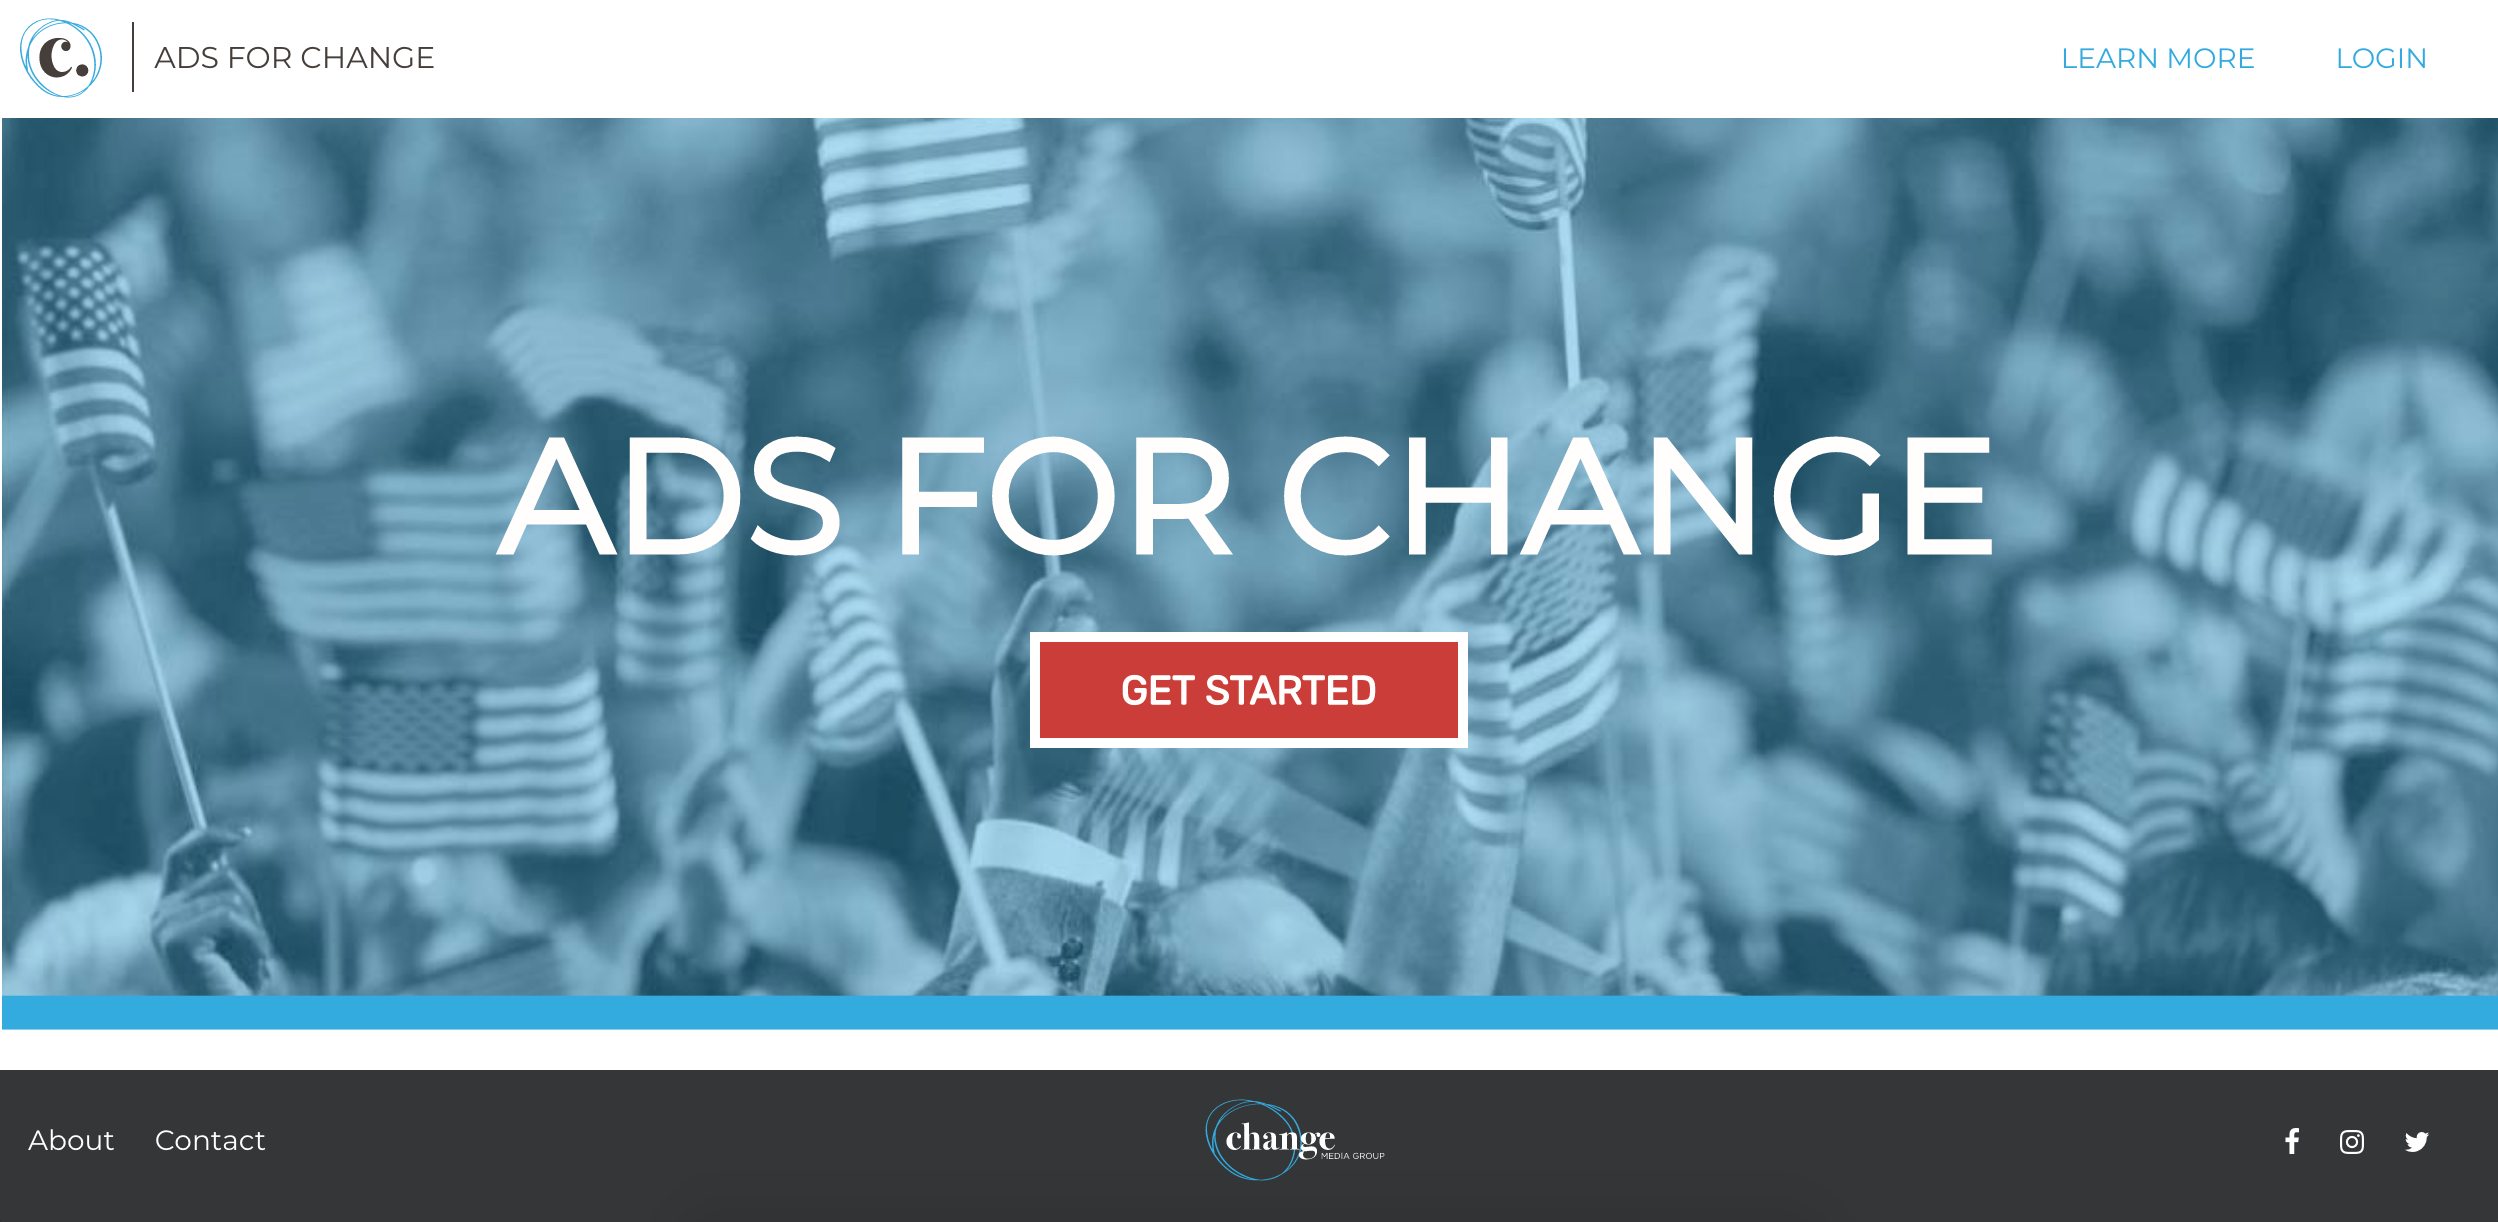 c. ADS FOR CHANGE
LEARN MORE LOGIN
ADS FOR CHANGE
GET STARTED
About Contact
change
MEDIA GROUP